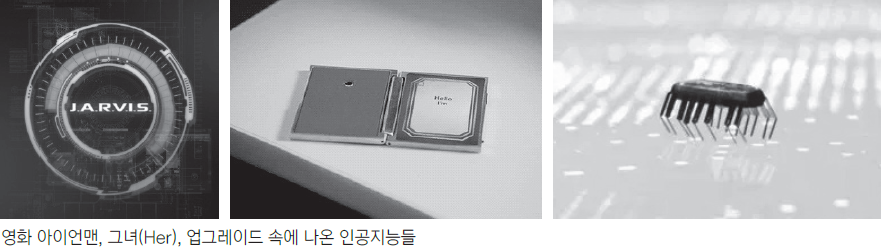 J.A.R.V.I.S.
Hello
I'm
영화 아이언맨, 그녀(Her), 업그레이드 속에 나온 인공지능들